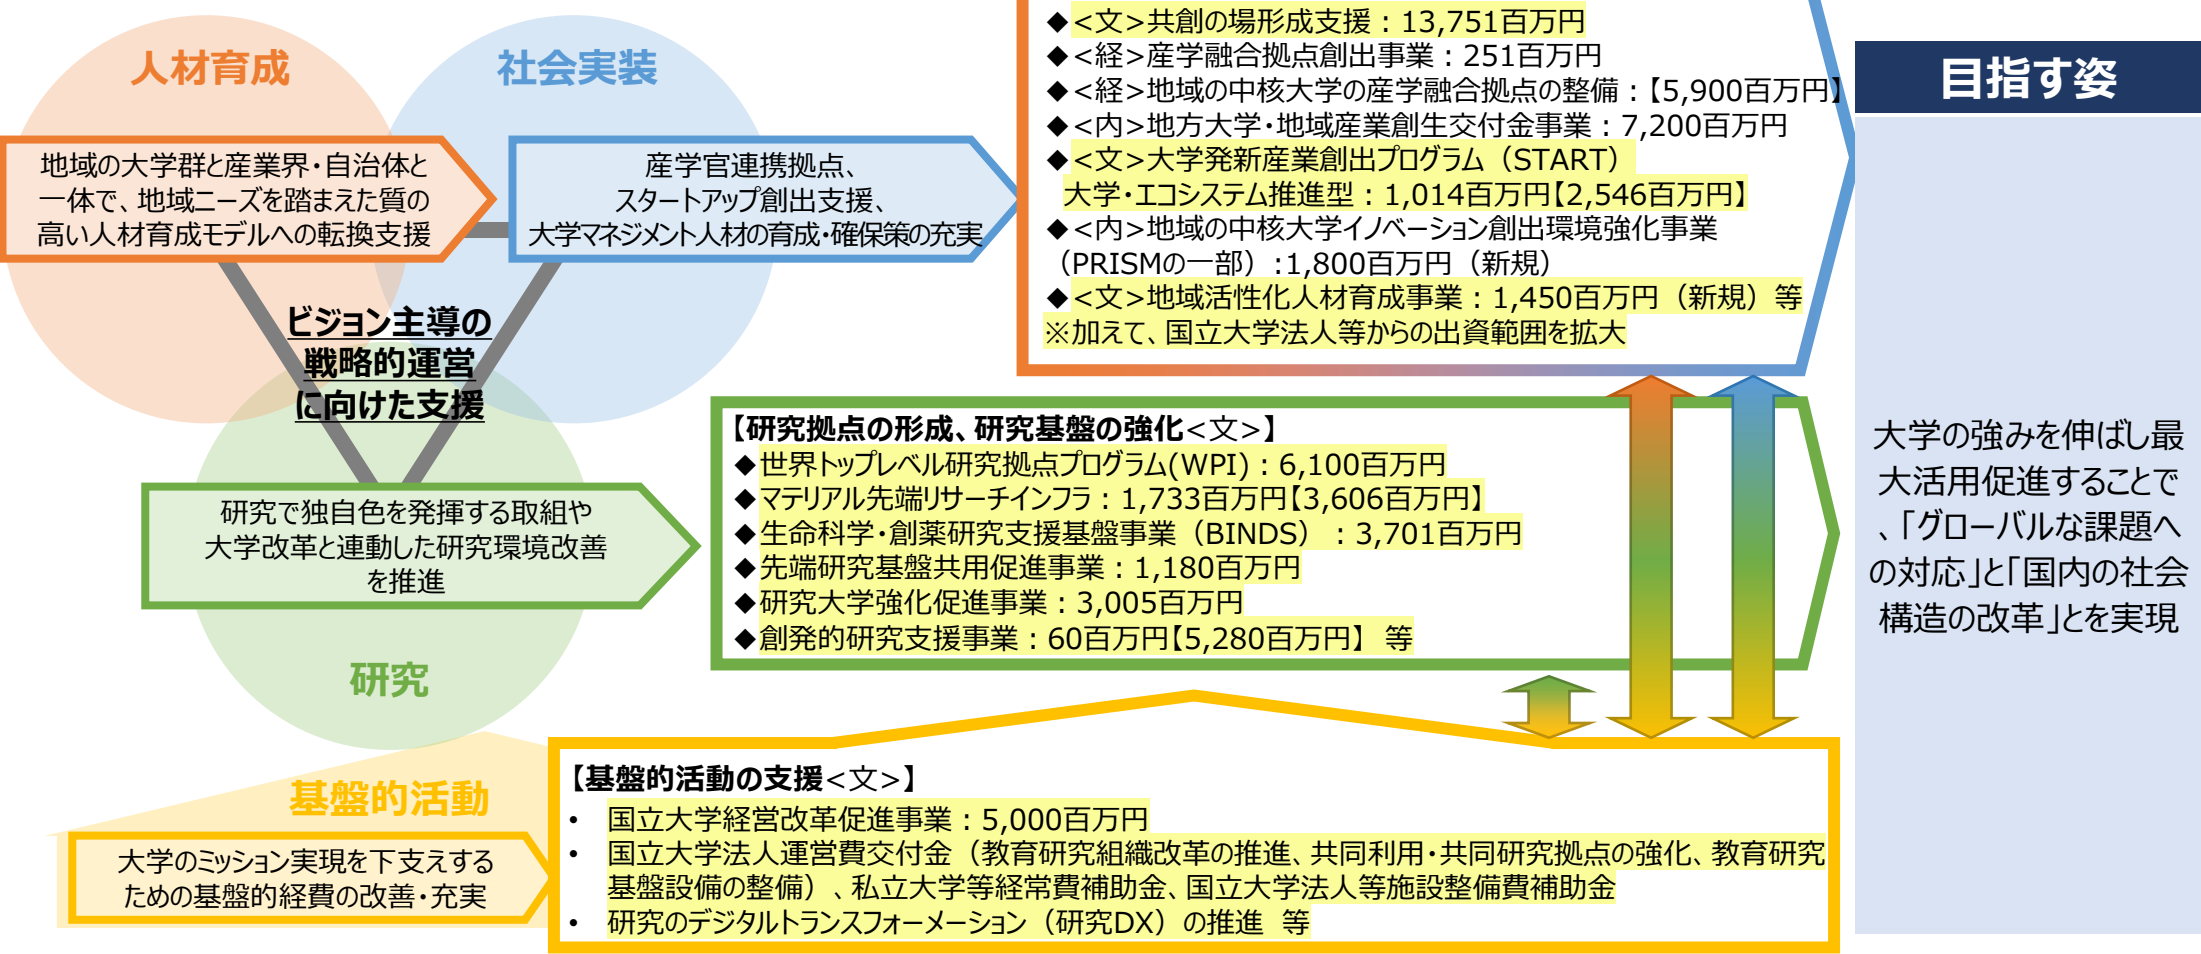 人材育成
社会実装
地域の大学群と産業界・自治体と
一体で、地域ニーズを踏まえた質の
高い人材育成モデルへの転換支援
産学官連携拠点、
スタートアップ創出支援、
大学マネジメント人材の育成・確保策の充実
ビジョン主導の
戦略的運営
に向けた支援
研究で独自色を発揮する取組や
大学改革と連動した研究環境改善
を推進
研究
基盤的活動
大学のミッション実現を下支えする
ための基盤的経費の改善・充実
◆<文>共創の場形成支援：13,751百万円
◆<経>産学融合拠点創出事業：251百万円
◆<経>地域の中核大学の産学融合拠点の整備：【5,900百万円】
◆<内>地方大学・地域産業創生交付金事業：7,200百万円
◆<文>大学発新産業創出プログラム（START）
大学・エコシステム推進型：1,014百万円【2,546百万円】
◆<内>地域の中核大学イノベーション創出環境強化事業
（PRISMの一部）:1,800百万円（新規）
◆<文>地域活性化人材育成事業：1,450百万円（新規）等
※加えて、国立大学法人等からの出資範囲を拡大
【研究拠点の形成、研究基盤の強化<文>】
◆世界トップレベル研究拠点プログラム(WPI)：6,100百万円
◆マテリアル先端リサーチインフラ：1,733百万円【3,606百万円】
◆生命科学・創薬研究支援基盤事業（BINDS）：3,701百万円
◆先端研究基盤共用促進事業：1,180百万円
◆研究大学強化促進事業：3,005百万円
◆創発的研究支援事業：60百万円【5,280百万円】 等
【基盤的活動の支援<文>】
• 国立大学経営改革促進事業：5,000百万円
• 国立大学法人運営費交付金（教育研究組織改革の推進、共同利用・共同研究拠点の強化、教育研究
基盤設備の整備）、私立大学等経常費補助金、国立大学法人等施設整備費補助金
• 研究のデジタルトランスフォーメーション（研究DX）の推進 等
目指す姿
大学の強みを伸ばし最
大活用促進することで
、「グローバルな課題へ
の対応」と「国内の社会
構造の改革」とを実現